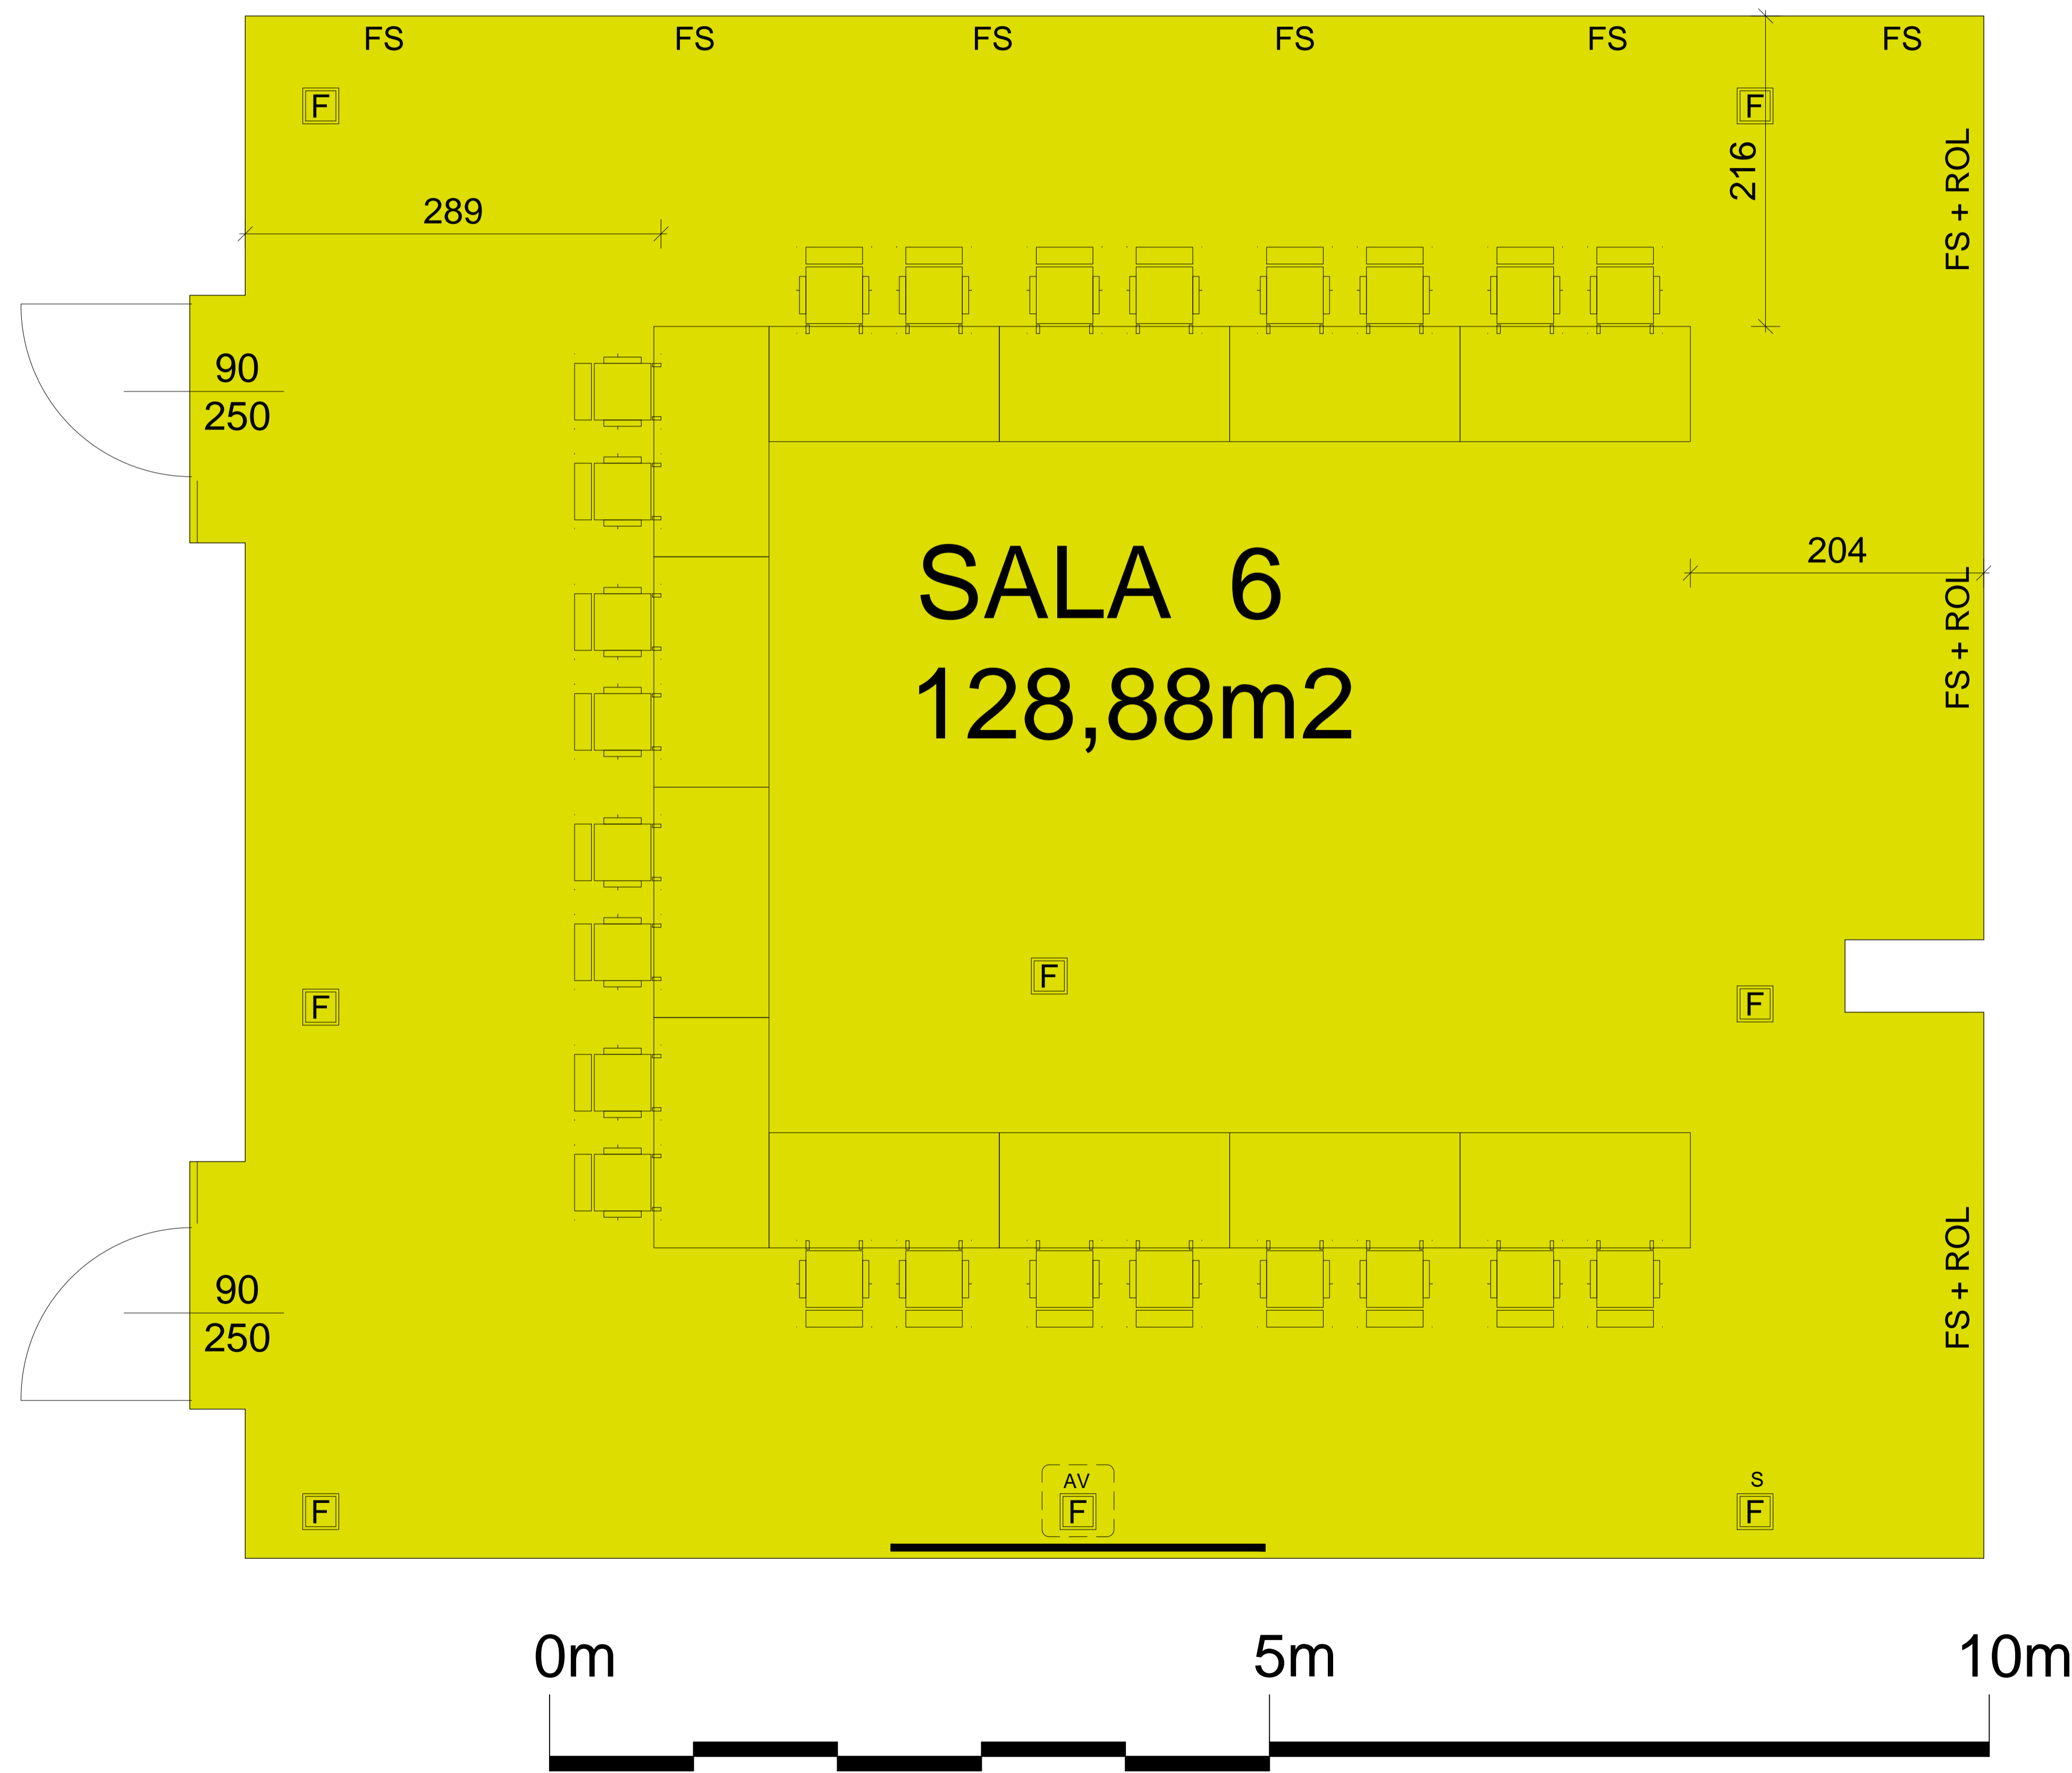 FS FS FS FS FS FS
F F
216
FS + ROL
289
90
250
204
SALA 6
128,88m2
FS + ROL
F
F F
90
250
FS + ROL
AV
S
F F F
0m 5m 10m